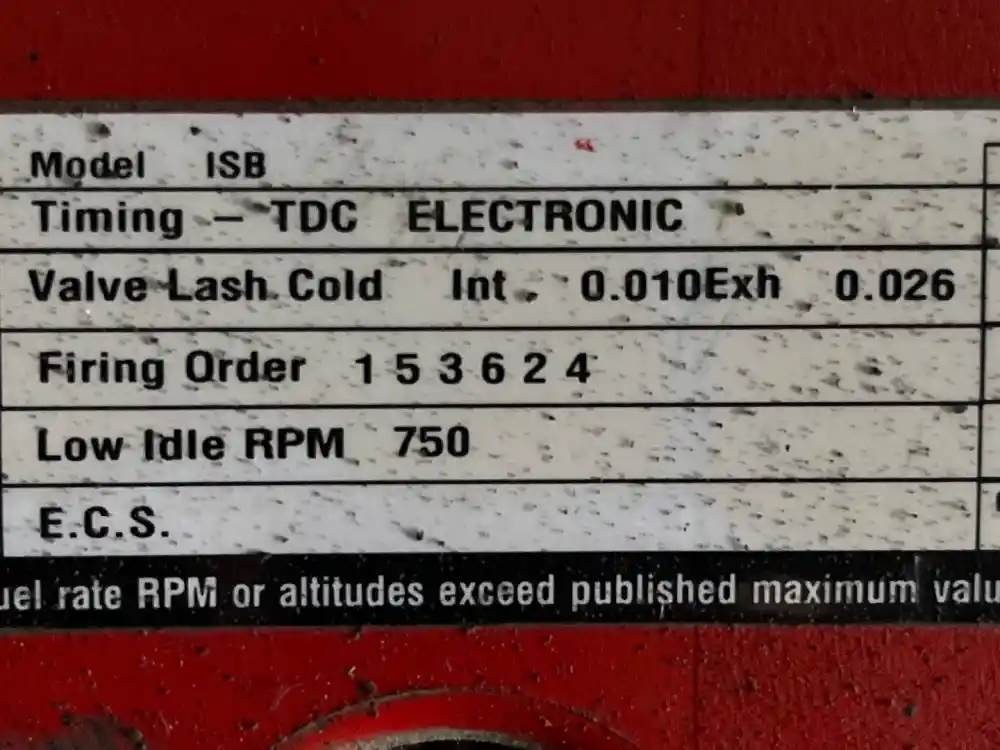 Model ISB
Timing – TDC ELECTRONIC
Valve Lash Cold Int. 0.010Exh 0.026
Firing Order 1 5 3 6 2 4
Low Idle RPM 750
E.C.S.
uel rate RPM or altitudes exceed published maximum valu